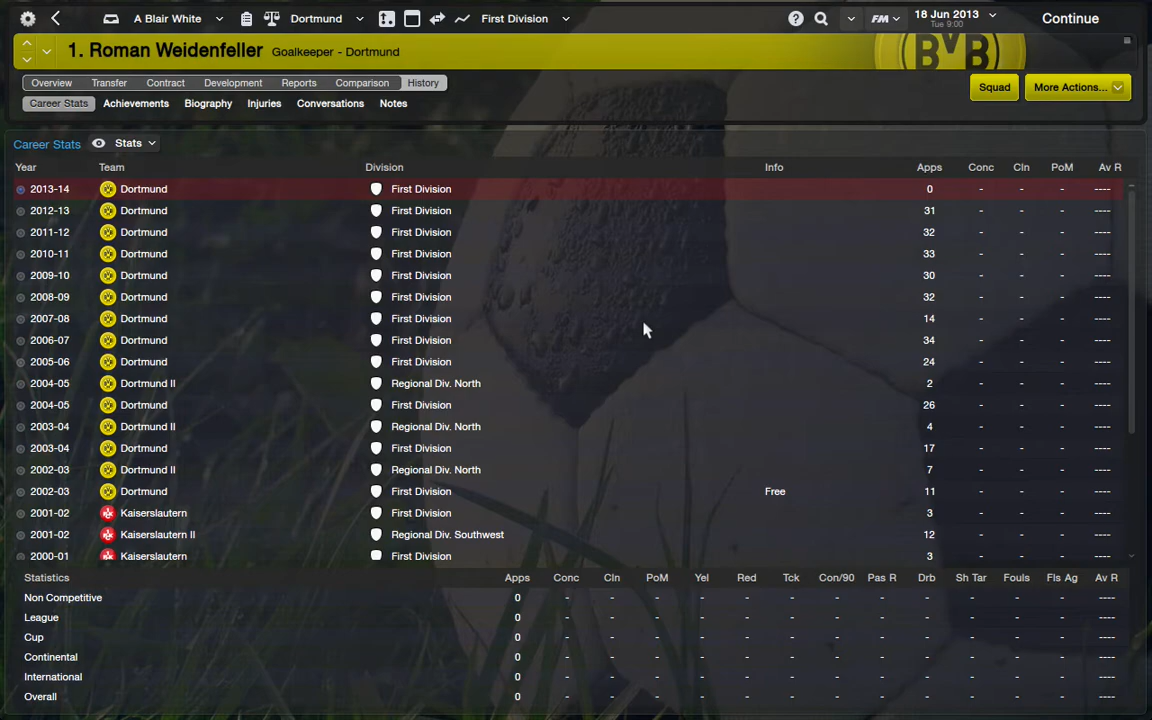 A Blair White Dortmund First Division ? FM 18 Jun 2013 Tue 9:00 Continue
1. Roman Weidenfeller Goalkeeper - Dortmund BVB
Overview Transfer Contract Development Reports Comparison History Squad More Actions...
Career Stats Achievements Biography Injuries Conversations Notes
Career Stats Stats
Year Team Division Info Apps Conc Cln PoM Av R
2013-14 Dortmund First Division 0 - - - ----
2012-13 Dortmund First Division 31 - - - ----
2011-12 Dortmund First Division 32 - - - ----
2010-11 Dortmund First Division 33 - - - ----
2009-10 Dortmund First Division 30 - - - ----
2008-09 Dortmund First Division 32 - - - ----
2007-08 Dortmund First Division 14 - - - ----
2006-07 Dortmund First Division 34 - - - ----
2005-06 Dortmund First Division 24 - - - ----
2004-05 Dortmund II Regional Div. North 2 - - - ----
2004-05 Dortmund First Division 26 - - - ----
2003-04 Dortmund II Regional Div. North 4 - - - ----
2003-04 Dortmund First Division 17 - - - ----
2002-03 Dortmund II Regional Div. North 7 - - - ----
2002-03 Dortmund First Division Free 11 - - - ----
2001-02 Kaiserslautern First Division 3 - - - ----
2001-02 Kaiserslautern II Regional Div. Southwest 12 - - - ----
2000-01 Kaiserslautern First Division 3 - - - ----
Statistics Apps Conc Cln PoM Yel Red Tck Con/90 Pas R Drb Sh Tar Fouls Fls Ag Av R
Non Competitive 0 - - - - - - - - - - - - ----
League 0 - - - - - - - - - - - - ----
Cup 0 - - - - - - - - - - - - ----
Continental 0 - - - - - - - - - - - - ----
International 0 - - - - - - - - - - - - ----
Overall 0 - - - - - - - - - - - - ----